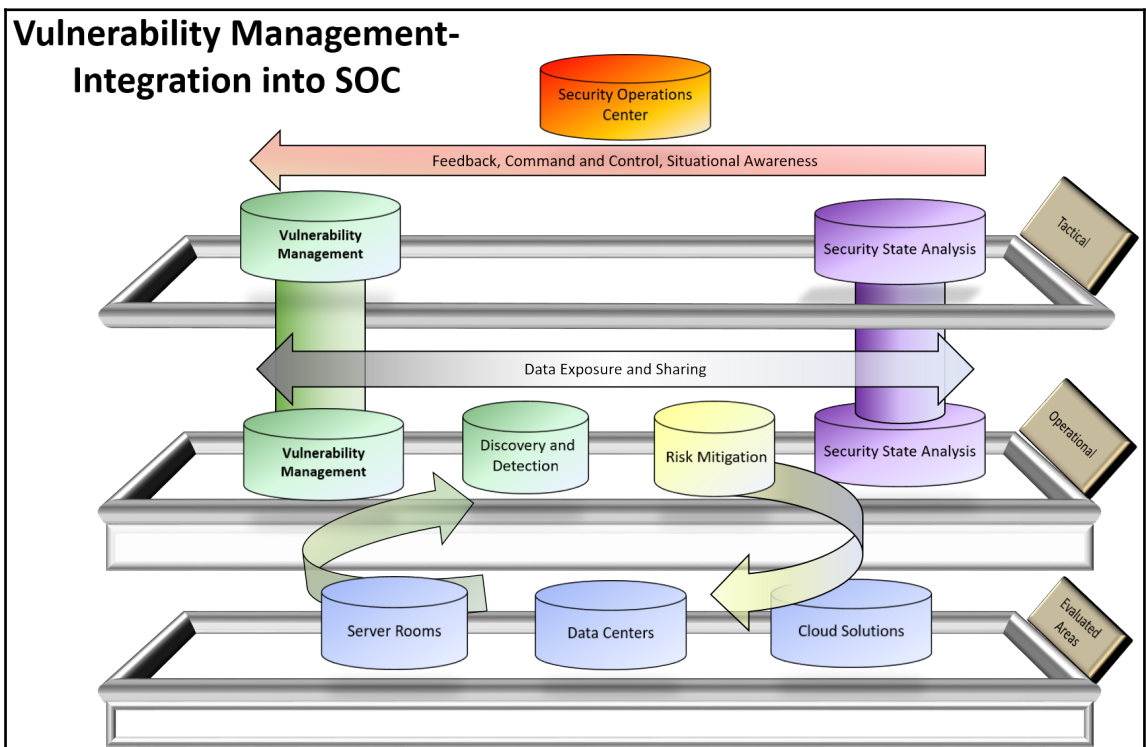 Vulnerability Management-
Integration into SOC
Security Operations
Center
Feedback, Command and Control, Situational Awareness
Tactical
Vulnerability
Management
Security State Analysis
Data Exposure and Sharing
Operational
Vulnerability
Management
Discovery and
Detection
Risk Mitigation
Security State Analysis
Evaluated
Areas
Server Rooms
Data Centers
Cloud Solutions